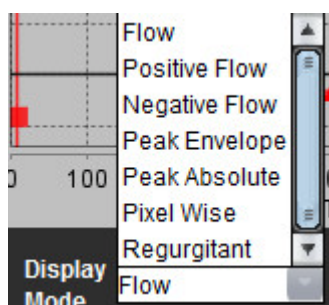 Flow
Positive Flow
Negative Flow
Peak Envelope
100 Peak Absolute
Pixel Wise
Regurgitant
Display Flow
Mode